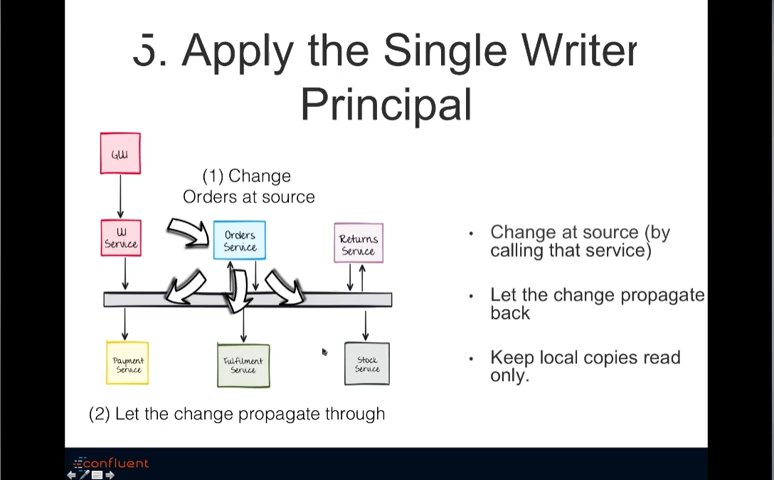 5. Apply the Single Writer
Principal
GUI
(1) Change
Orders at source
UI
Service
Orders
Service
Returns
Service
• Change at source (by
calling that service)
• Let the change propagate
back
• Keep local copies read
only.
Payment
Service
Fulfilment
Service
Stock
Service
(2) Let the change propagate through
confluent